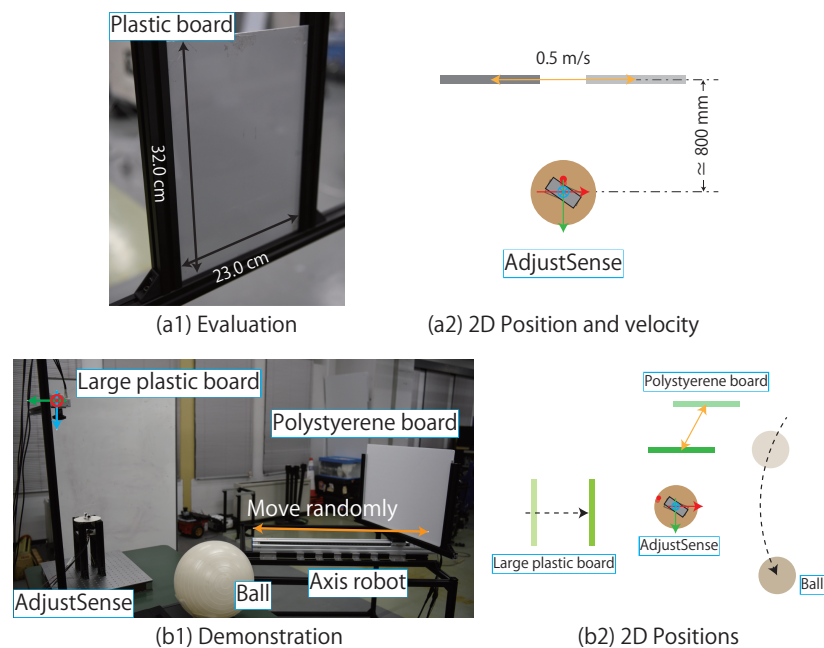 Plastic board
32.0 cm
23.0 cm
(a1) Evaluation
0.5 m/s
≃ 800 mm
AdjustSense
(a2) 2D Position and velocity
Large plastic board
Polystyerene board
Move randomly
Axis robot
Ball
AdjustSense
(b1) Demonstration
Polystyerene board
Large plastic board
AdjustSense
Ball
(b2) 2D Positions